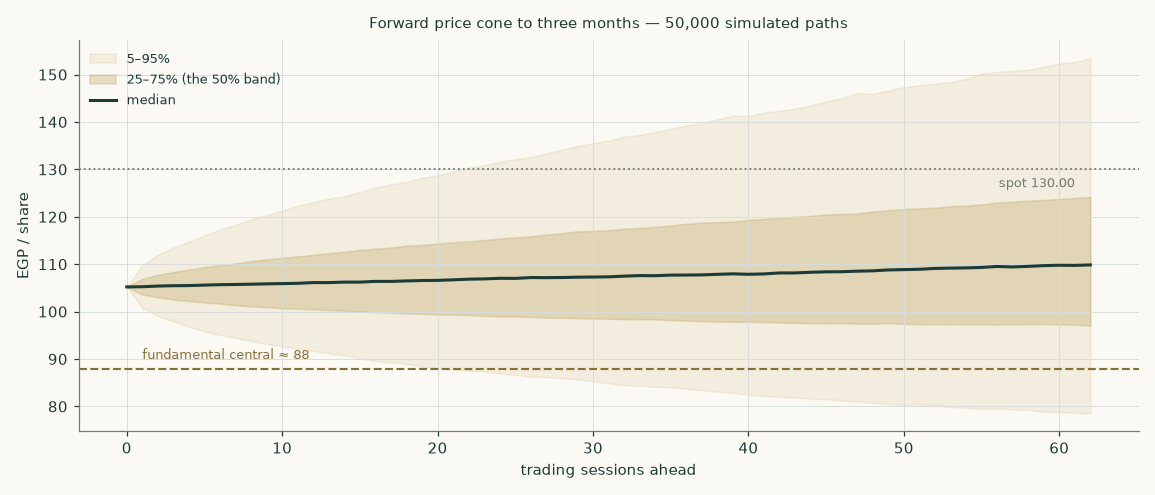 Forward price cone to three months — 50,000 simulated paths
5–95%
25–75% (the 50% band)
median
EGP / share
150
140
130
120
110
100
90
80
spot 130.00
fundamental central ≈ 88
0
10
20
30
40
50
60
trading sessions ahead